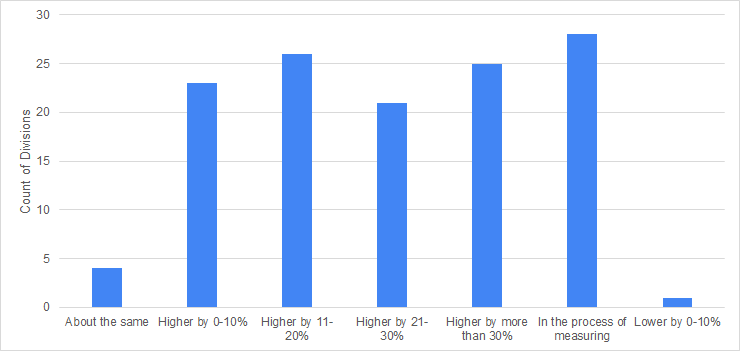 30
25
20
15
10
5
0
Count of Divisions
About the same
Higher by 0-10%
Higher by 11-
20%
Higher by 21-
30%
Higher by more
than 30%
In the process of
measuring
Lower by 0-10%